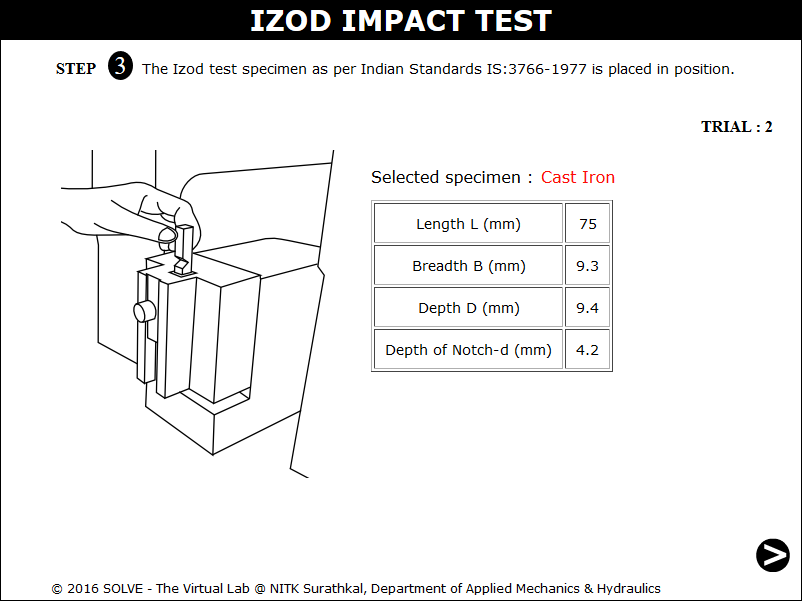 IZOD IMPACT TEST
STEP 3 The Izod test specimen as per Indian Standards IS:3766-1977 is placed in position.
TRIAL : 2
Selected specimen : Cast Iron
Length L (mm) 75
Breadth B (mm) 9.3
Depth D (mm) 9.4
Depth of Notch-d (mm) 4.2
>
© 2016 SOLVE - The Virtual Lab @ NITK Surathkal, Department of Applied Mechanics & Hydraulics